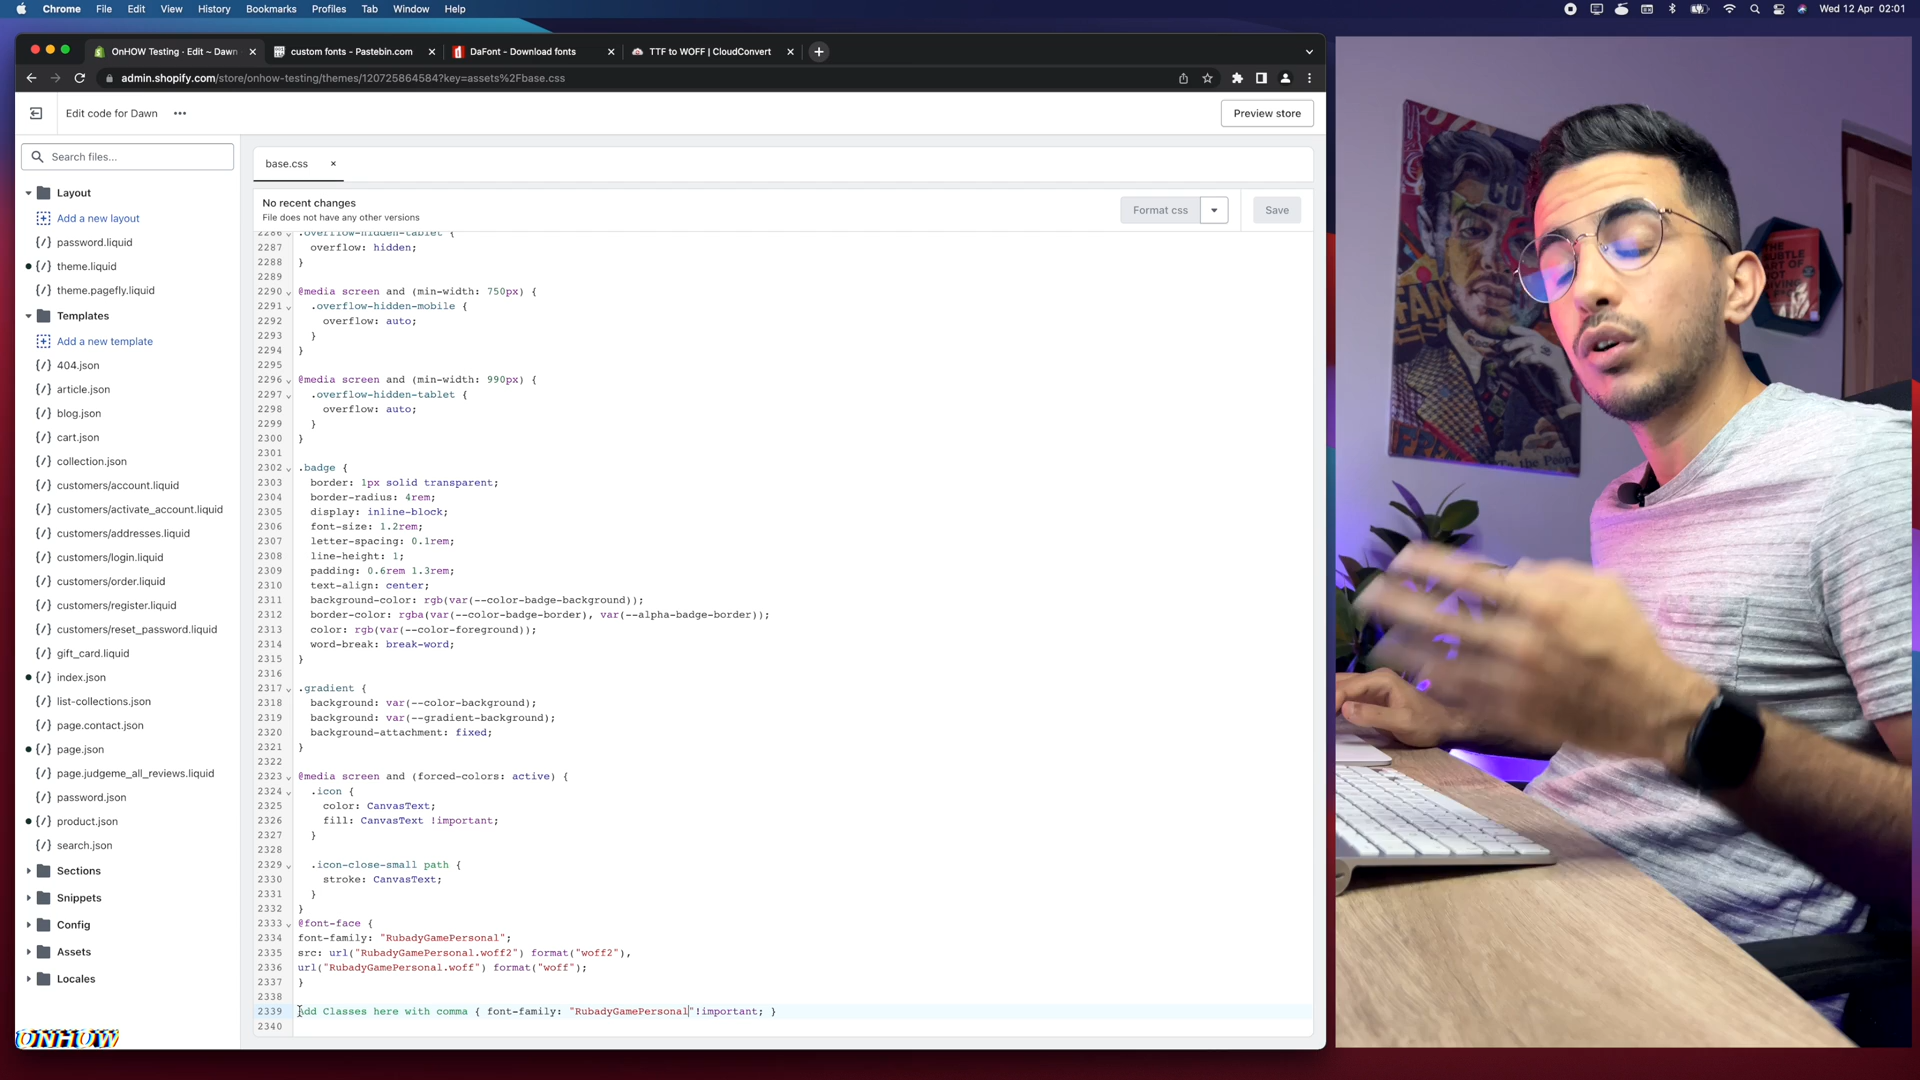 Chrome File Edit View History Bookmarks Profiles Tab Window Help Wed 12 Apr 02:01
OnHOW Testing · Edit ~ Dawn
custom fonts - Pastebin.com
DaFont - Download fonts
TTF to WOFF | CloudConvert
admin.shopify.com/store/onhow-testing/themes/120725864584?key=assets%2Fbase.css
Edit code for Dawn
Preview store
Search files...
Layout
Add a new layout
{/} password.liquid
{/} theme.liquid
{/} theme.pagefly.liquid
Templates
Add a new template
{/} 404.json
{/} article.json
{/} blog.json
{/} cart.json
{/} collection.json
{/} customers/account.liquid
{/} customers/activate_account.liquid
{/} customers/addresses.liquid
{/} customers/login.liquid
{/} customers/order.liquid
{/} customers/register.liquid
{/} customers/reset_password.liquid
{/} gift_card.liquid
{/} index.json
{/} list-collections.json
{/} page.contact.json
{/} page.json
{/} page.judgeme_all_reviews.liquid
{/} password.json
{/} product.json
{/} search.json
Sections
Snippets
Config
Assets
Locales
ONHOW
base.css
No recent changes
File does not have any other versions
Format css
Save
2286 .overflow-hidden-tablet {
2287 overflow: hidden;
2288 }
2289
2290 @media screen and (min-width: 750px) {
2291 .overflow-hidden-mobile {
2292 overflow: auto;
2293 }
2294 }
2295
2296 @media screen and (min-width: 990px) {
2297 .overflow-hidden-tablet {
2298 overflow: auto;
2299 }
2300 }
2301
2302 .badge {
2303 border: 1px solid transparent;
2304 border-radius: 4rem;
2305 display: inline-block;
2306 font-size: 1.2rem;
2307 letter-spacing: 0.1rem;
2308 line-height: 1;
2309 padding: 0.6rem 1.3rem;
2310 text-align: center;
2311 background-color: rgb(var(--color-badge-background));
2312 border-color: rgba(var(--color-badge-border), var(--alpha-badge-border));
2313 color: rgb(var(--color-foreground));
2314 word-break: break-word;
2315 }
2316
2317 .gradient {
2318 background: var(--color-background);
2319 background: var(--gradient-background);
2320 background-attachment: fixed;
2321 }
2322
2323 @media screen and (forced-colors: active) {
2324 .icon {
2325 color: CanvasText;
2326 fill: CanvasText !important;
2327 }
2328
2329 .icon-close-small path {
2330 stroke: CanvasText;
2331 }
2332 }
2333 @font-face {
2334 font-family: "RubadyGamePersonal";
2335 src: url("RubadyGamePersonal.woff2") format("woff2"),
2336 url("RubadyGamePersonal.woff") format("woff");
2337 }
2338
2339 Add Classes here with comma { font-family: "RubadyGamePersonal"!important; }
2340
THE
SUBTLE
ART OF
NOT
GIVING
to the People